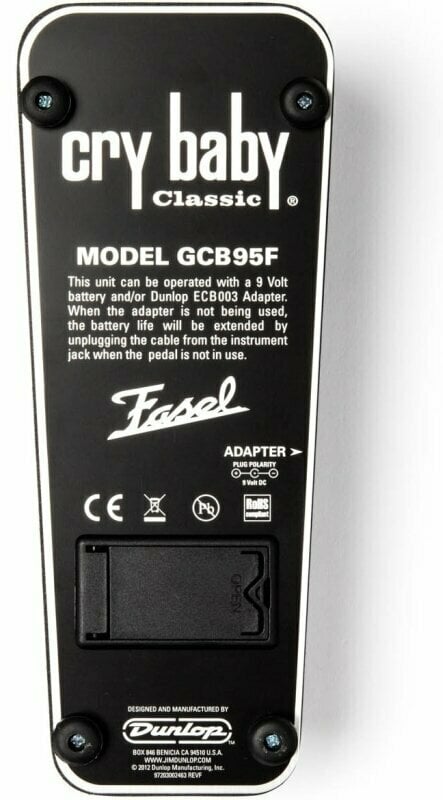 cry baby
Classic ®
MODEL GCB95F
This unit can be operated with a 9 Volt
battery and/or Dunlop ECB003 Adapter.
When the adapter is not being used,
the battery life will be extended by
unplugging the cable from the instrument
jack when the pedal is not in use.
Fasel
ADAPTER ➢
PLUG POLARITY
9 Volt DC
CE Pb RoHS
compliant
OPEN
DESIGNED AND MANUFACTURED BY
Dunlop™
BOX 846 BENICIA CA 94510 U.S.A.
WWW.JIMDUNLOP.COM
© 2012 Dunlop Manufacturing, Inc.
97203002463 REVF